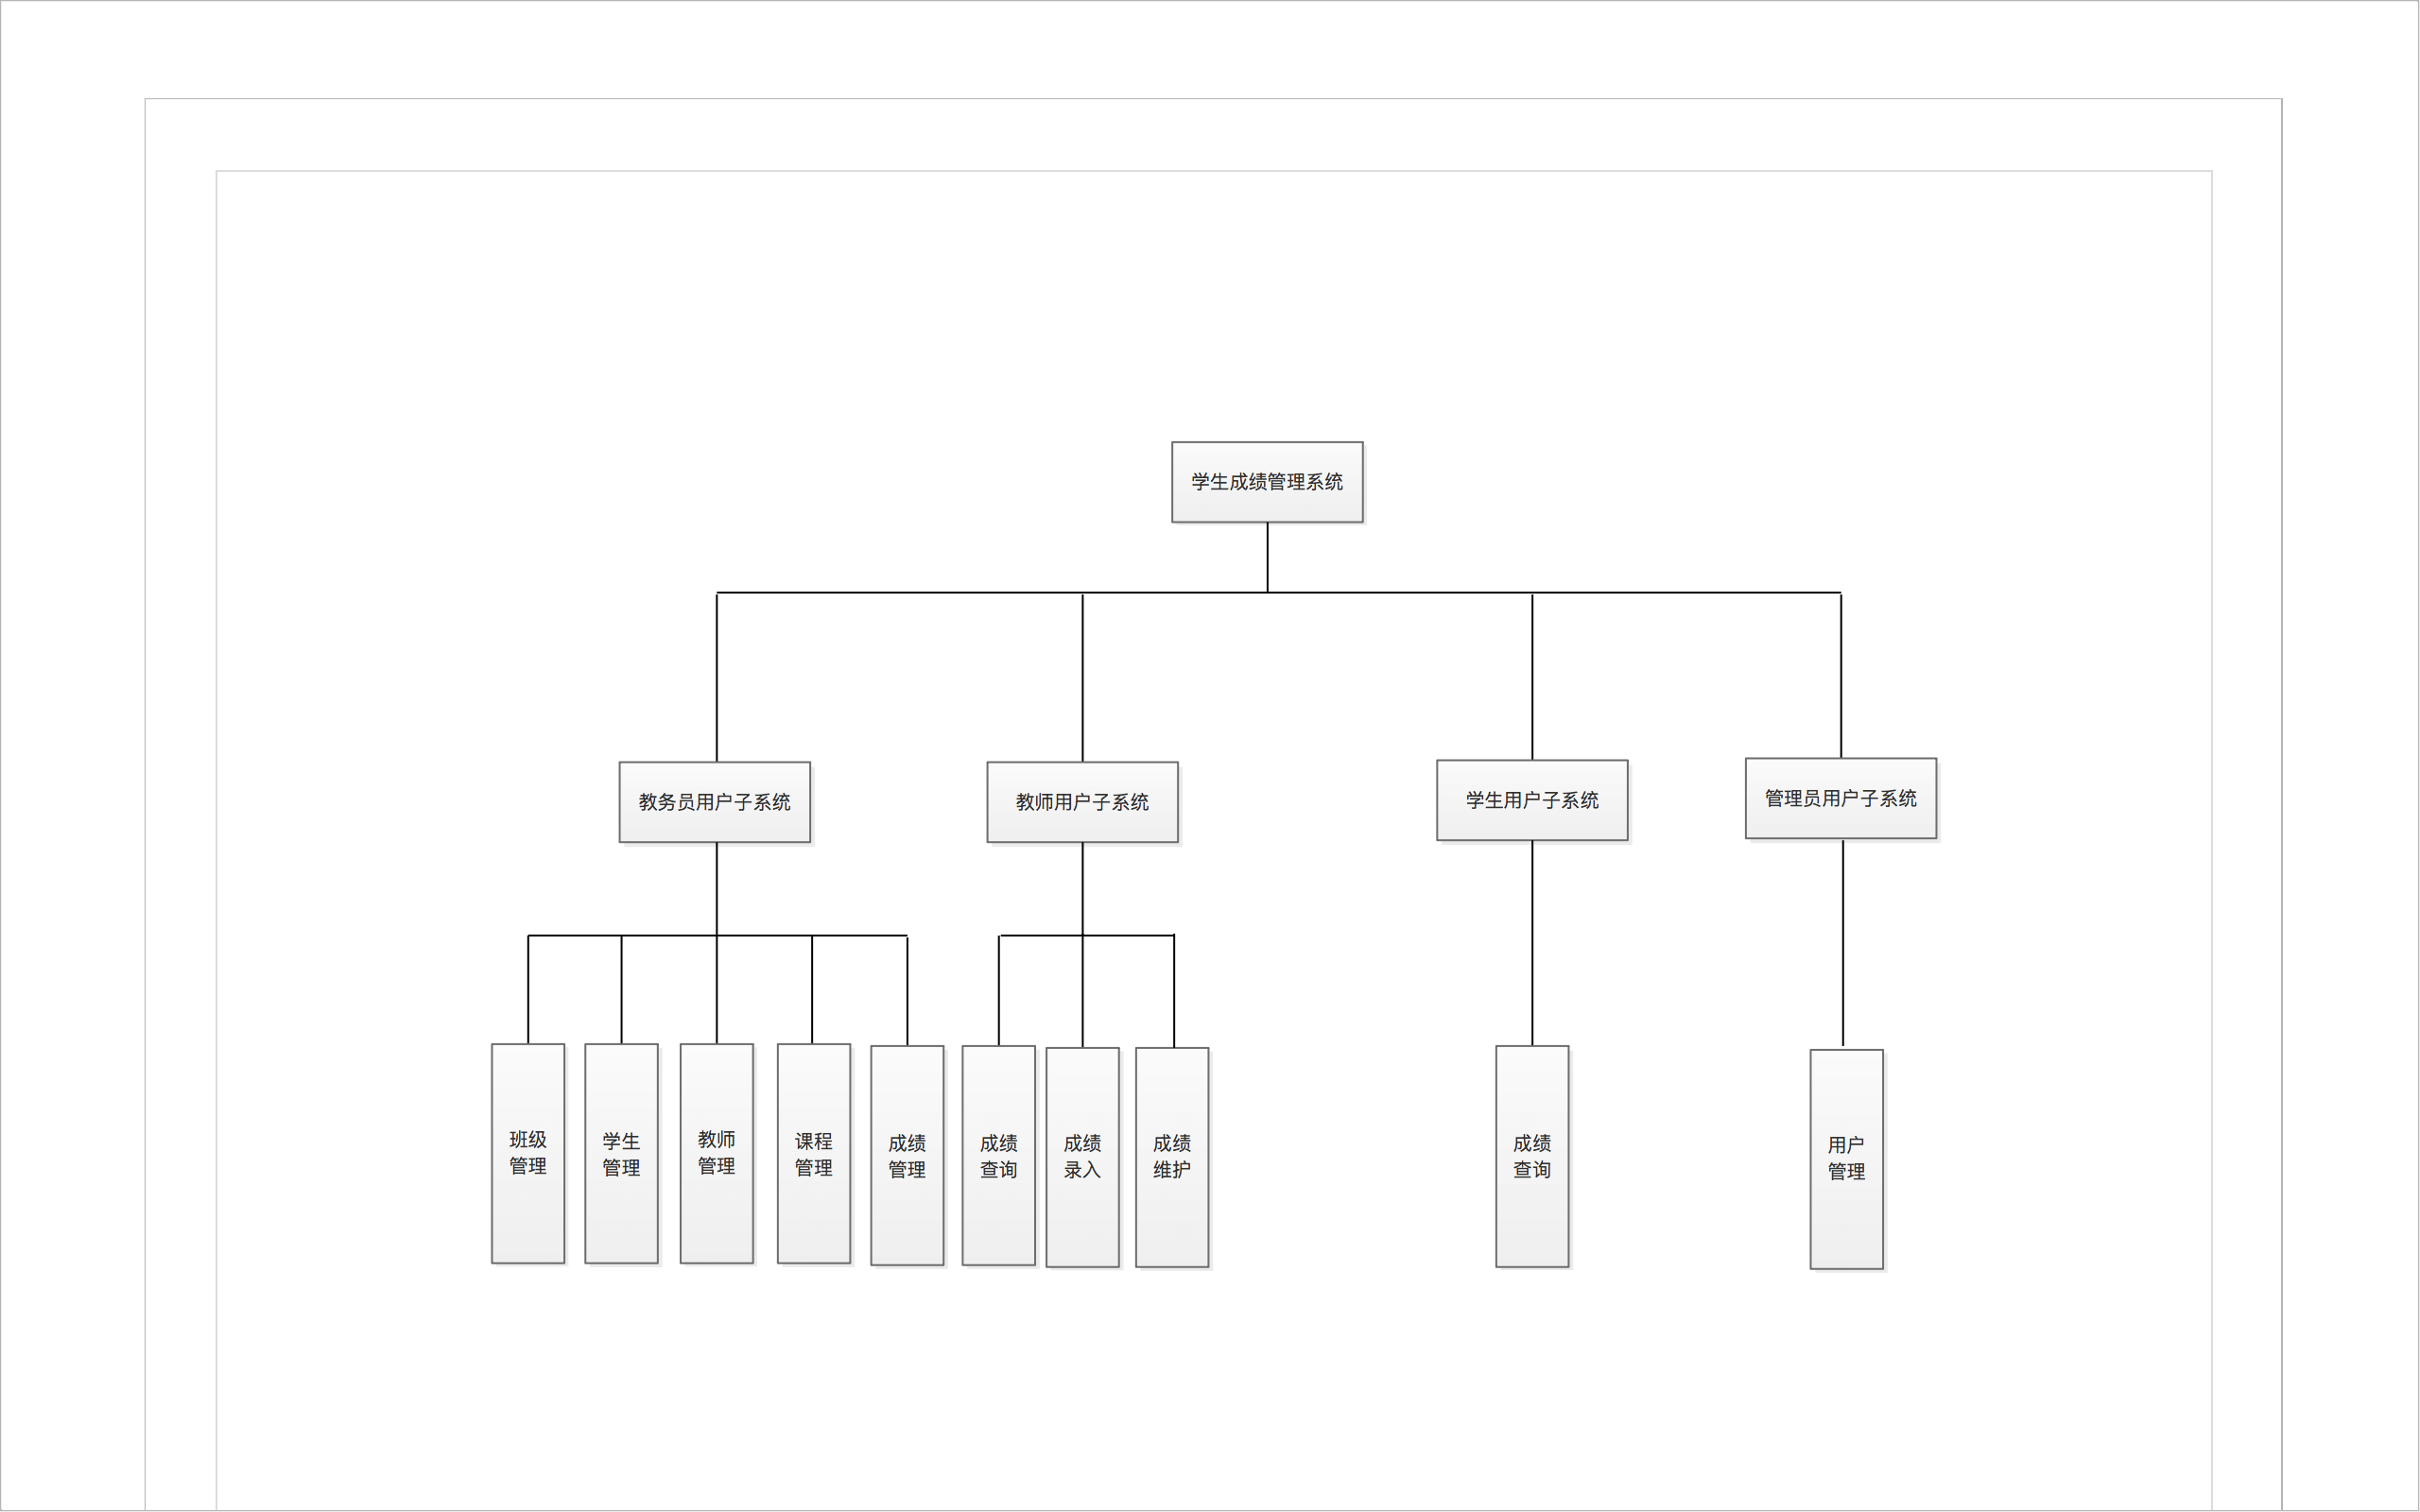 学生成绩管理系统
教务员用户子系统
教师用户子系统
学生用户子系统
管理员用户子系统
班级
管理
学生
管理
教师
管理
课程
管理
成绩
管理
成绩
查询
成绩
录入
成绩
维护
成绩
查询
用户
管理